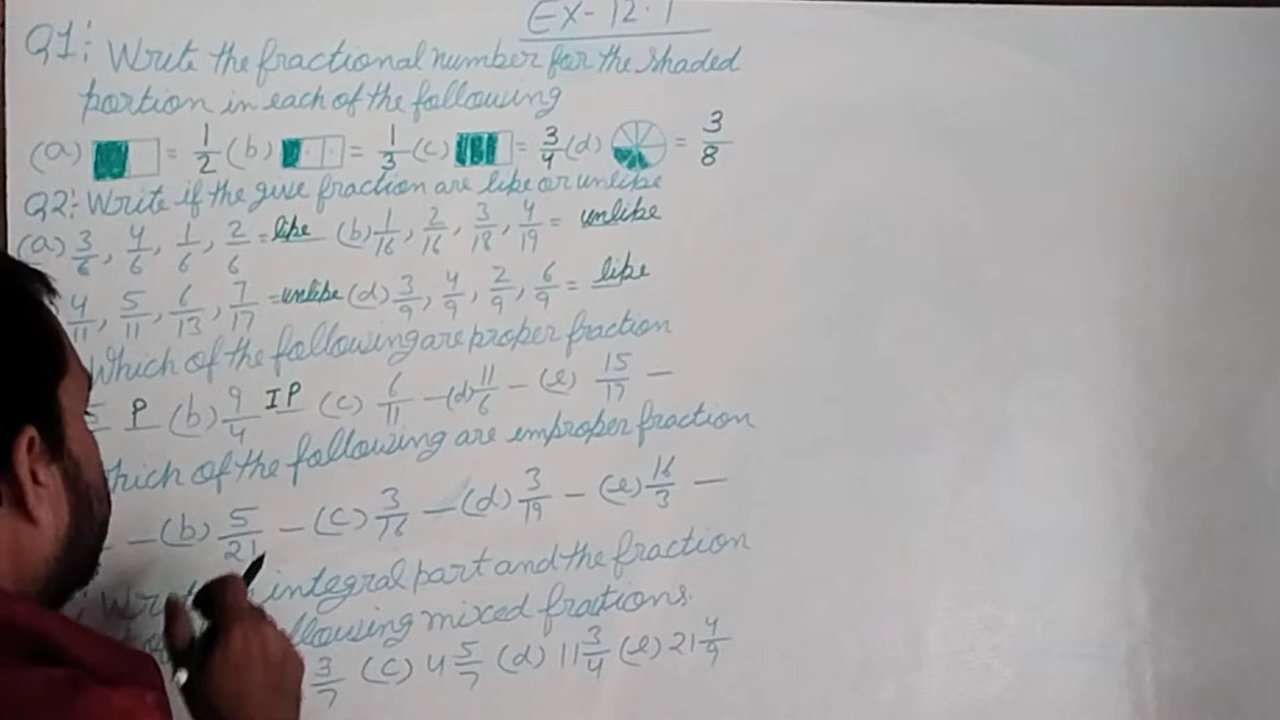 Ex-12.1
Q1: Write the fractional number for the shaded
portion in each of the following
(a) = 1/2 (b) = 1/3 (c) = 3/4 (d) = 3/8
Q2: Write if the give fraction are like or unlike
(a) 3/6, 4/6, 1/6, 2/6 = like (b) 1/16, 2/16, 3/18, 4/19 = unlike
4/11, 5/11, 6/13, 7/17 = unlike (d) 3/9, 4/9, 2/9, 6/9 = like
Which of the following are proper fraction
P (b) 9/4 IP (c) 6/11 - (d) 11/6 - (e) 15/17 -
hich of the following are improper fraction
- (b) 5/21 - (c) 3/16 - (d) 3/19 - (e) 16/3 -
integral part and the fraction
llowing mixed fractions.
3/7 (c) 4 5/7 (d) 11 3/4 (e) 21 4/9